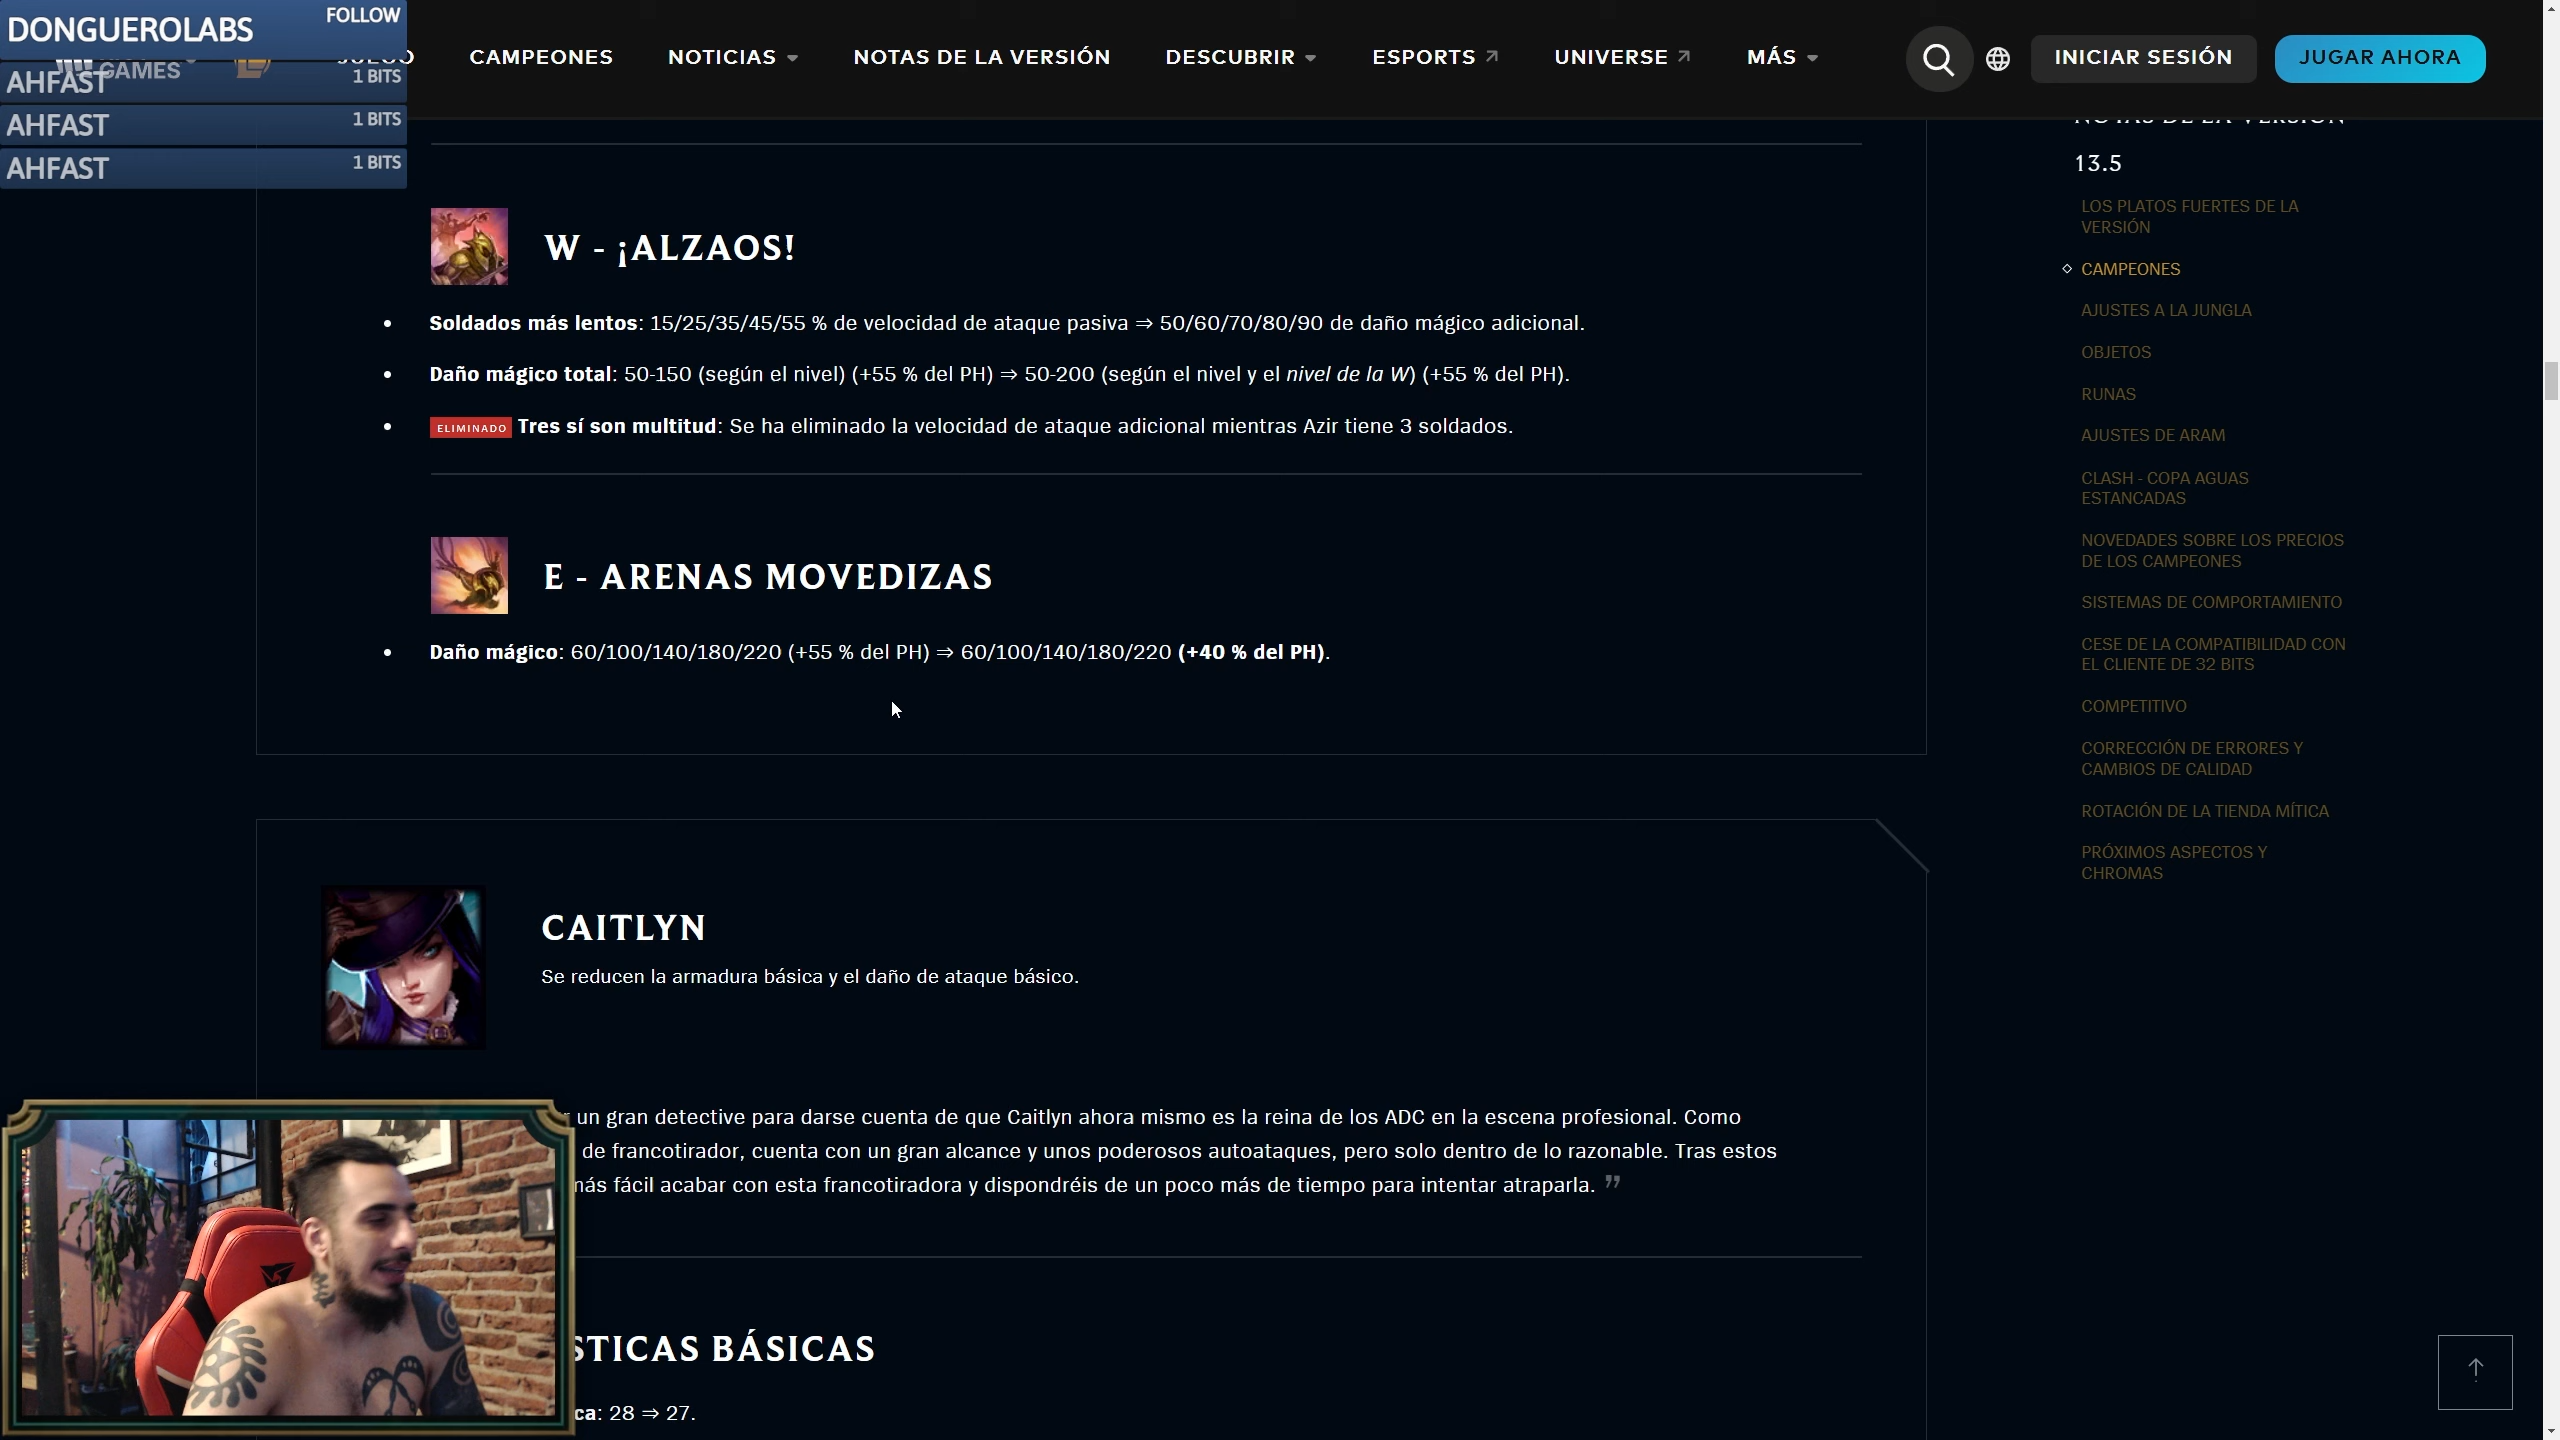 DONGUEROLABS FOLLOW
AHFAST 1 BITS
AHFAST 1 BITS
AHFAST 1 BITS
GAMES
JUEGO CAMPEONES NOTICIAS NOTAS DE LA VERSIÓN DESCUBRIR ESPORTS UNIVERSE MÁS INICIAR SESIÓN JUGAR AHORA
W - ¡ALZAOS!
Soldados más lentos: 15/25/35/45/55 % de velocidad de ataque pasiva ⇒ 50/60/70/80/90 de daño mágico adicional.
Daño mágico total: 50-150 (según el nivel) (+55 % del PH) ⇒ 50-200 (según el nivel y el nivel de la W) (+55 % del PH).
ELIMINADO Tres sí son multitud: Se ha eliminado la velocidad de ataque adicional mientras Azir tiene 3 soldados.
E - ARENAS MOVEDIZAS
Daño mágico: 60/100/140/180/220 (+55 % del PH) ⇒ 60/100/140/180/220 (+40 % del PH).
CAITLYN
Se reducen la armadura básica y el daño de ataque básico.
un gran detective para darse cuenta de que Caitlyn ahora mismo es la reina de los ADC en la escena profesional. Como
de francotirador, cuenta con un gran alcance y unos poderosos autoataques, pero solo dentro de lo razonable. Tras estos
más fácil acabar con esta francotiradora y dispondréis de un poco más de tiempo para intentar atraparla. ”
STICAS BÁSICAS
ca: 28 ⇒ 27.
NOTAS DE LA VERSIÓN
13.5
LOS PLATOS FUERTES DE LA
VERSIÓN
CAMPEONES
AJUSTES A LA JUNGLA
OBJETOS
RUNAS
AJUSTES DE ARAM
CLASH - COPA AGUAS
ESTANCADAS
NOVEDADES SOBRE LOS PRECIOS
DE LOS CAMPEONES
SISTEMAS DE COMPORTAMIENTO
CESE DE LA COMPATIBILIDAD CON
EL CLIENTE DE 32 BITS
COMPETITIVO
CORRECCIÓN DE ERRORES Y
CAMBIOS DE CALIDAD
ROTACIÓN DE LA TIENDA MÍTICA
PRÓXIMOS ASPECTOS Y
CHROMAS